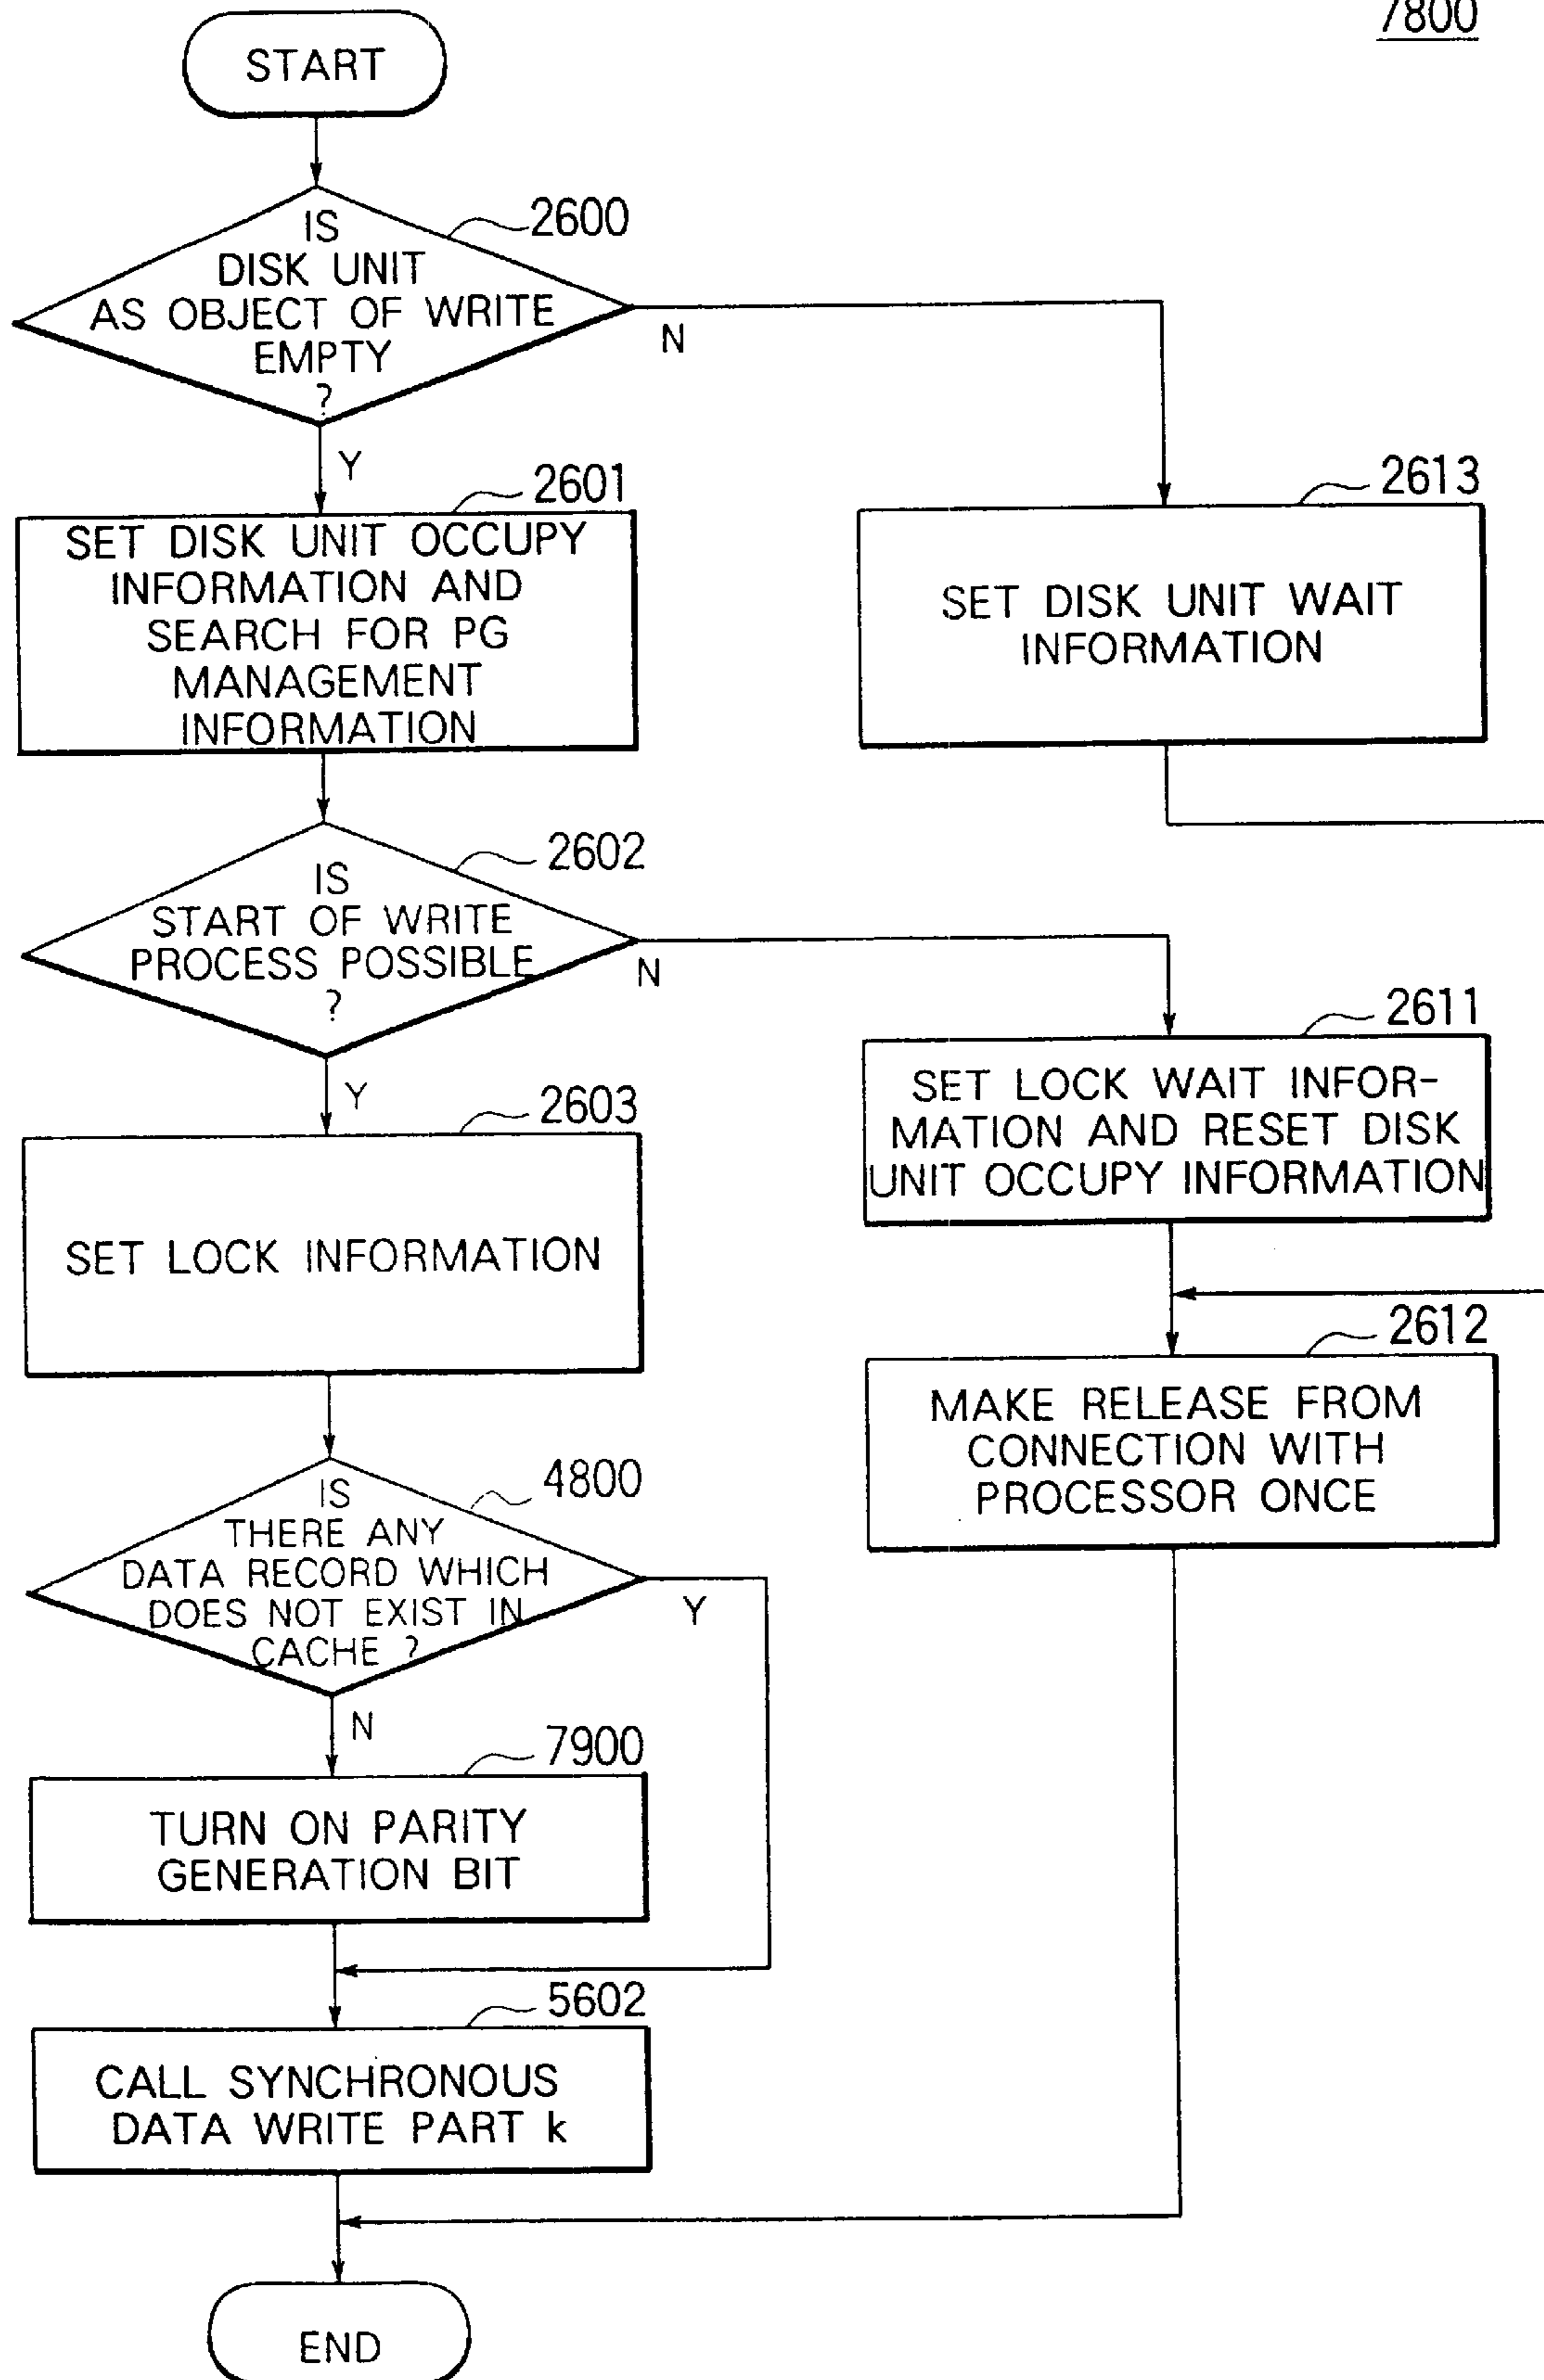 7800
START
2600
IS
DISK UNIT
AS OBJECT OF WRITE
EMPTY
?
N
Y
2601
SET DISK UNIT OCCUPY
INFORMATION AND
SEARCH FOR PG
MANAGEMENT
INFORMATION
2613
SET DISK UNIT WAIT
INFORMATION
2602
IS
START OF WRITE
PROCESS POSSIBLE
?
N
Y
2611
SET LOCK WAIT INFOR-
MATION AND RESET DISK
UNIT OCCUPY INFORMATION
2603
SET LOCK INFORMATION
2612
MAKE RELEASE FROM
CONNECTION WITH
PROCESSOR ONCE
4800
IS
THERE ANY
DATA RECORD WHICH
DOES NOT EXIST IN
CACHE ?
Y
N
7900
TURN ON PARITY
GENERATION BIT
5602
CALL SYNCHRONOUS
DATA WRITE PART k
END